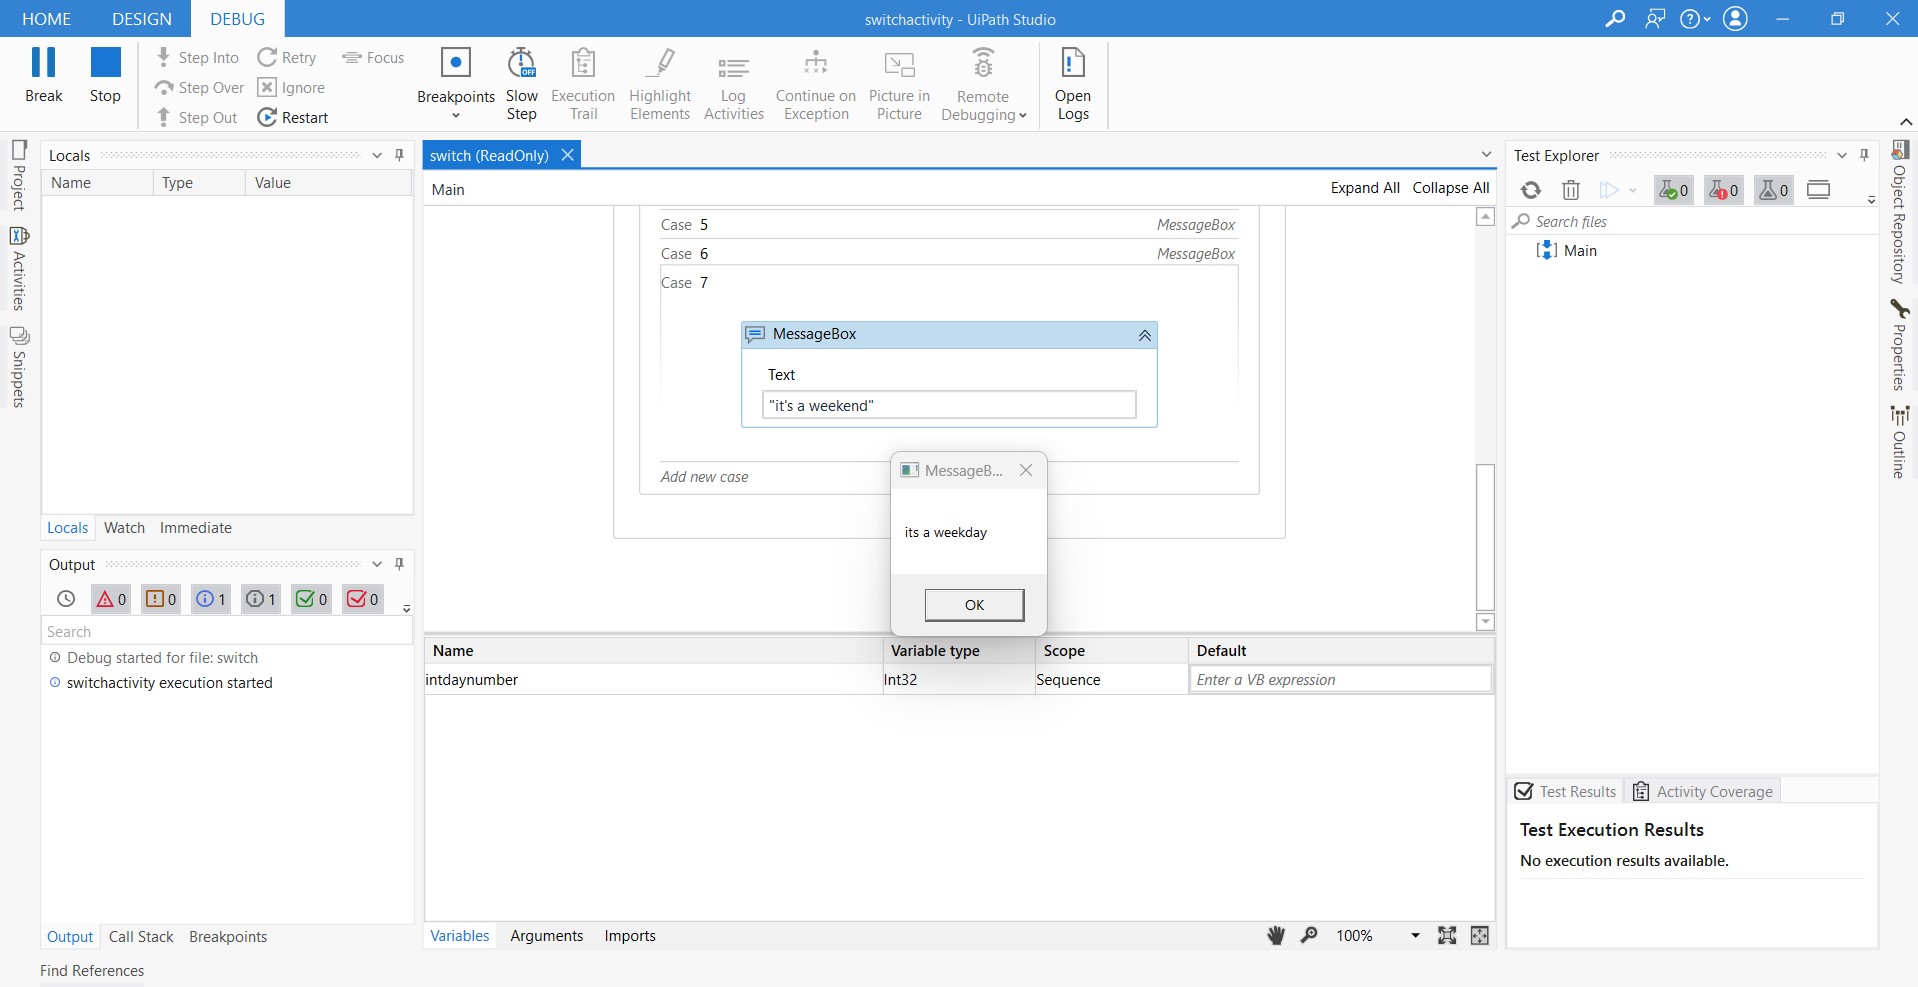 HOME DESIGN DEBUG switchactivity - UiPath Studio
Break Stop
Step Into Retry Focus
Step Over Ignore
Step Out Restart
Breakpoints
Slow Step OFF
Execution Trail
Highlight Elements
Log Activities
Continue on Exception
Picture in Picture
Remote Debugging
Open Logs
Project
Activities
Snippets
Locals
Name Type Value
Locals Watch Immediate
Output
0 0 1 1 0 0
Search
Debug started for file: switch
switchactivity execution started
Output Call Stack Breakpoints
Find References
switch (ReadOnly)
Main Expand All Collapse All
Case 5 MessageBox
Case 6 MessageBox
Case 7
MessageBox
Text
"it's a weekend"
Add new case
MessageB...
its a weekday
OK
Name Variable type Scope Default
intdaynumber Int32 Sequence Enter a VB expression
Variables Arguments Imports 100%
Test Explorer
0 0 0
Search files
Main
Test Results Activity Coverage
Test Execution Results
No execution results available.
Object Repository
Properties
Outline